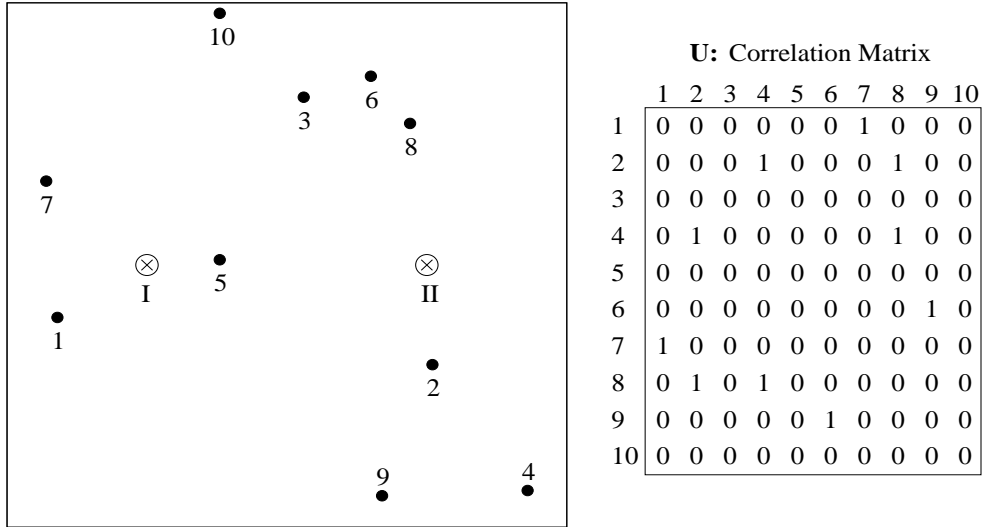 10
6
3
8
7
5
I
II
1
2
9
4
U: Correlation Matrix
1 2 3 4 5 6 7 8 9 10
1 0 0 0 0 0 0 1 0 0 0
2 0 0 0 1 0 0 0 1 0 0
3 0 0 0 0 0 0 0 0 0 0
4 0 1 0 0 0 0 0 1 0 0
5 0 0 0 0 0 0 0 0 0 0
6 0 0 0 0 0 0 0 0 1 0
7 1 0 0 0 0 0 0 0 0 0
8 0 1 0 1 0 0 0 0 0 0
9 0 0 0 0 0 1 0 0 0 0
10 0 0 0 0 0 0 0 0 0 0